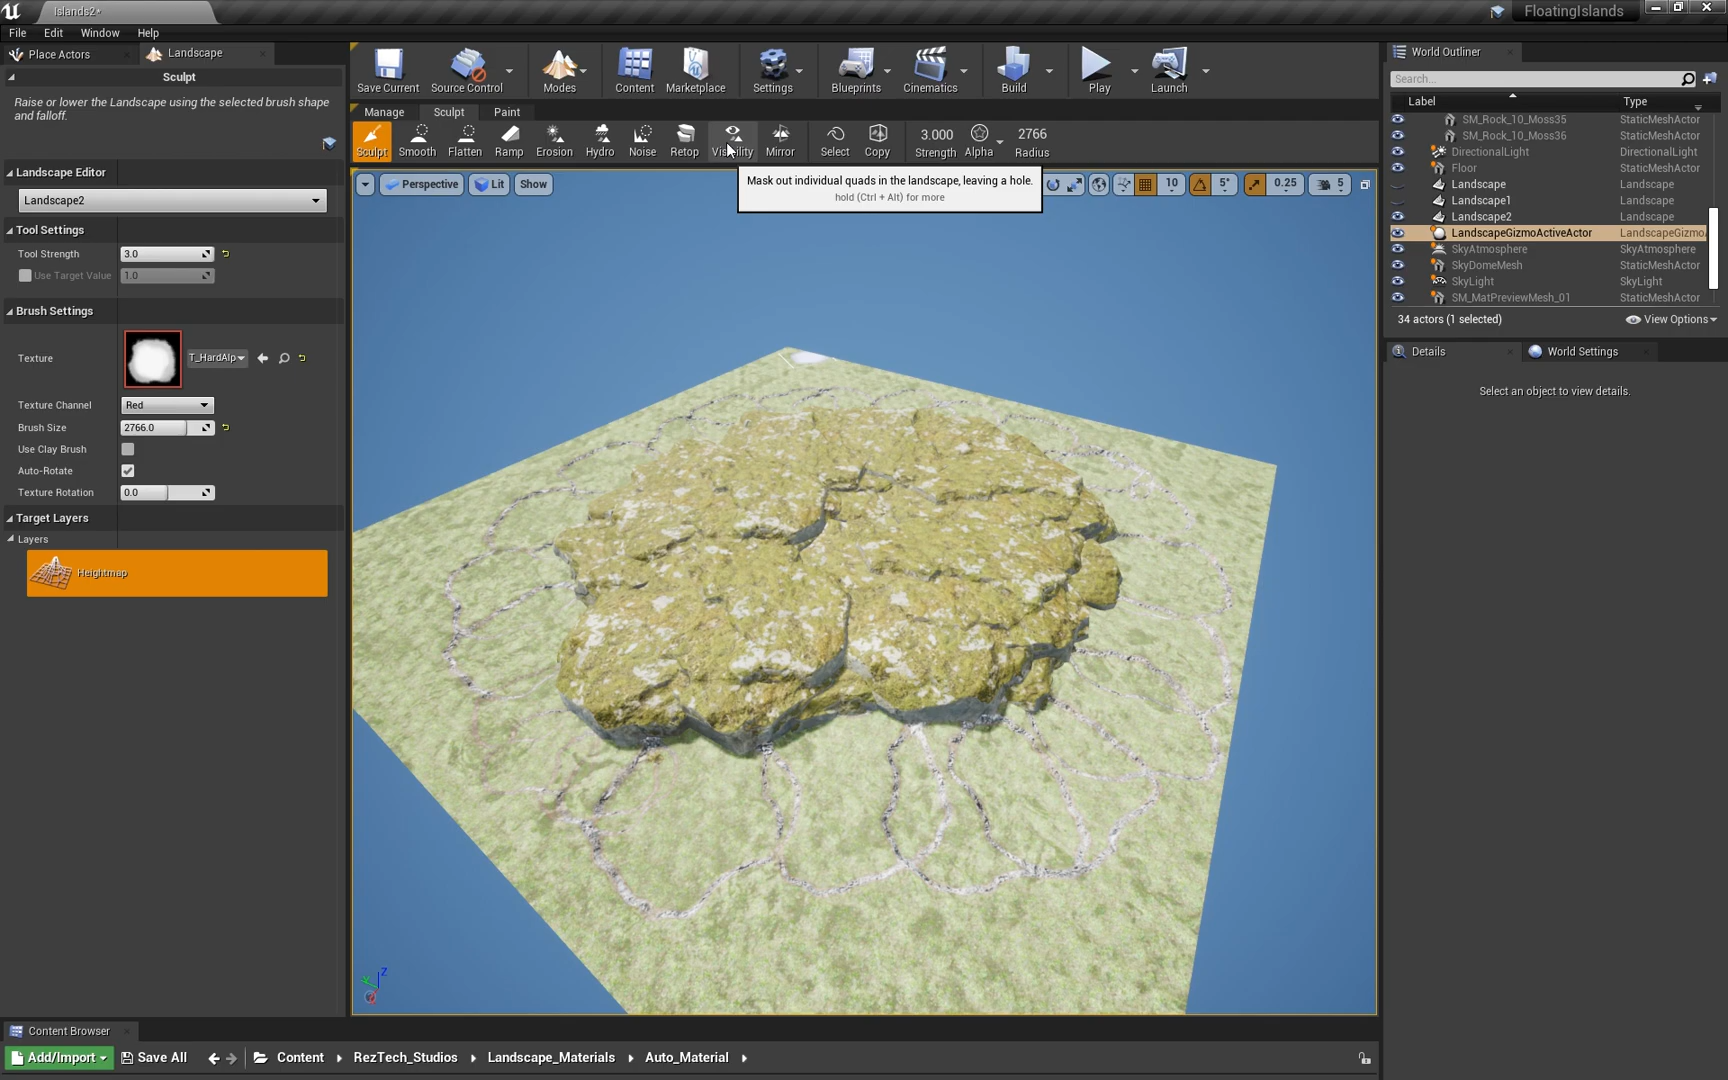 Islands2*
FloatingIslands
File Edit Window Help
Place Actors
Landscape
Sculpt
Raise or lower the Landscape using the selected brush shape
and falloff.
Landscape Editor
Landscape2
Tool Settings
Tool Strength 3.0
Use Target Value 1.0
Brush Settings
Texture T_HardAlp
Texture Channel Red
Brush Size 2766.0
Use Clay Brush
Auto-Rotate
Texture Rotation 0.0
Target Layers
Layers
Heightmap
Save Current Source Control Modes Content Marketplace Settings Blueprints Cinematics Build Play Launch
Manage Sculpt Paint
3.000 2766
Sculpt Smooth Flatten Ramp Erosion Hydro Noise Retop Visibility Mirror Select Copy Strength Alpha Radius
Mask out individual quads in the landscape, leaving a hole.
hold (Ctrl + Alt) for more
Perspective Lit Show
10 5° 0.25 5
Z
World Outliner
Search...
Label Type
SM_Rock_10_Moss35 StaticMeshActor
SM_Rock_10_Moss36 StaticMeshActor
DirectionalLight DirectionalLight
Floor StaticMeshActor
Landscape Landscape
Landscape1 Landscape
Landscape2 Landscape
LandscapeGizmoActiveActor LandscapeGizmo
SkyAtmosphere SkyAtmosphere
SkyDomeMesh StaticMeshActor
SkyLight SkyLight
SM_MatPreviewMesh_01 StaticMeshActor
34 actors (1 selected) View Options
Details World Settings
Select an object to view details.
Content Browser
Add/Import Save All Content RezTech_Studios Landscape_Materials Auto_Material